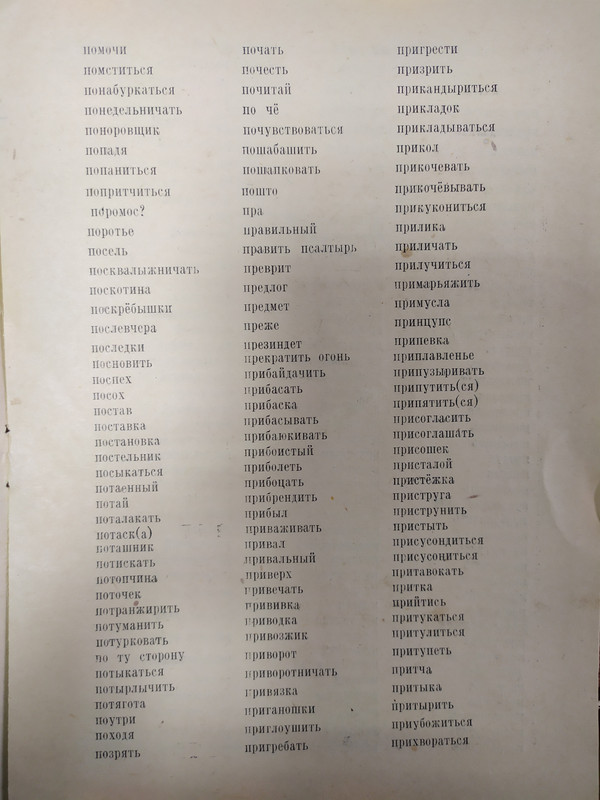 помочи
помститься
понабуркаться
понедельничать
поноровщик
попадя
попаниться
попритчиться
поромос?
поротье
посель
посквалыжничать
поскотина
поскрёбышки
послевчера
последки
посновить
поспех
посох
постав
поставка
постановка
постельник
посыкаться
потаенный
потай
поталакать
потаск(а)
поташник
потискать
потопчина
поточек
потранжирить
потуманить
потурковать
по ту сторону
потыкаться
потырлычить
потягота
поутри
походя
позрять
почать
почесть
почитай
по чё
почувствоваться
пошабашить
пошапковать
пошто
пра
правильный
править псалтырь
преврит
предлог
предмет
преже
презиндет
прекратить огонь
прибайдачить
прибасать
прибаска
прибасывать
прибаюкивать
прибоистый
приболеть
прибоцать
прибрендить
прибыл
приваживать
привал
привальный
приверх
привечать
прививка
приводка
привозжик
приворот
приворотничать
привязка
приганошки
приглоушить
пригребать
пригрести
призрить
прикандыриться
прикладок
прикладываться
прикол
прикочевать
прикочёвывать
прикукониться
прилика
приличать
прилучиться
примарьяжить
примусла
принцупс
припевка
приплавленье
припузыривать
припутить(ся)
припятить(ся)
присогласить
присоглашать
присошек
присталой
пристёжка
приструга
приструнить
пристыть
присусондиться
присусоциться
притавокать
притка
прийтись
притукаться
притулиться
притупеть
притча
притыка
притырить
приубожиться
прихвораться